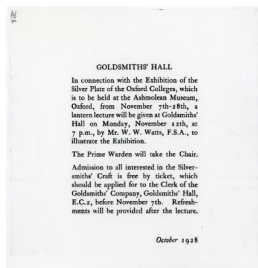 GOLDSMITHS' HALL
In connection with the Exhibition of the
Silver Plate of the Oxford Colleges, which
is to be held at the Ashmolean Museum,
Oxford, from November 7th-28th, a
lantern lecture will be given at Goldsmiths'
Hall on Monday, November 12th, at
7 p.m., by Mr. W. W. Watts, F.S.A., to
illustrate the Exhibition.
The Prime Warden will take the Chair.
Admission to all interested in the Silver-
smiths' Craft is free by ticket, which
should be applied for to the Clerk of the
Goldsmiths' Company, Goldsmiths' Hall,
E.C.2, before November 7th. Refresh-
ments will be provided after the lecture.
October 1928